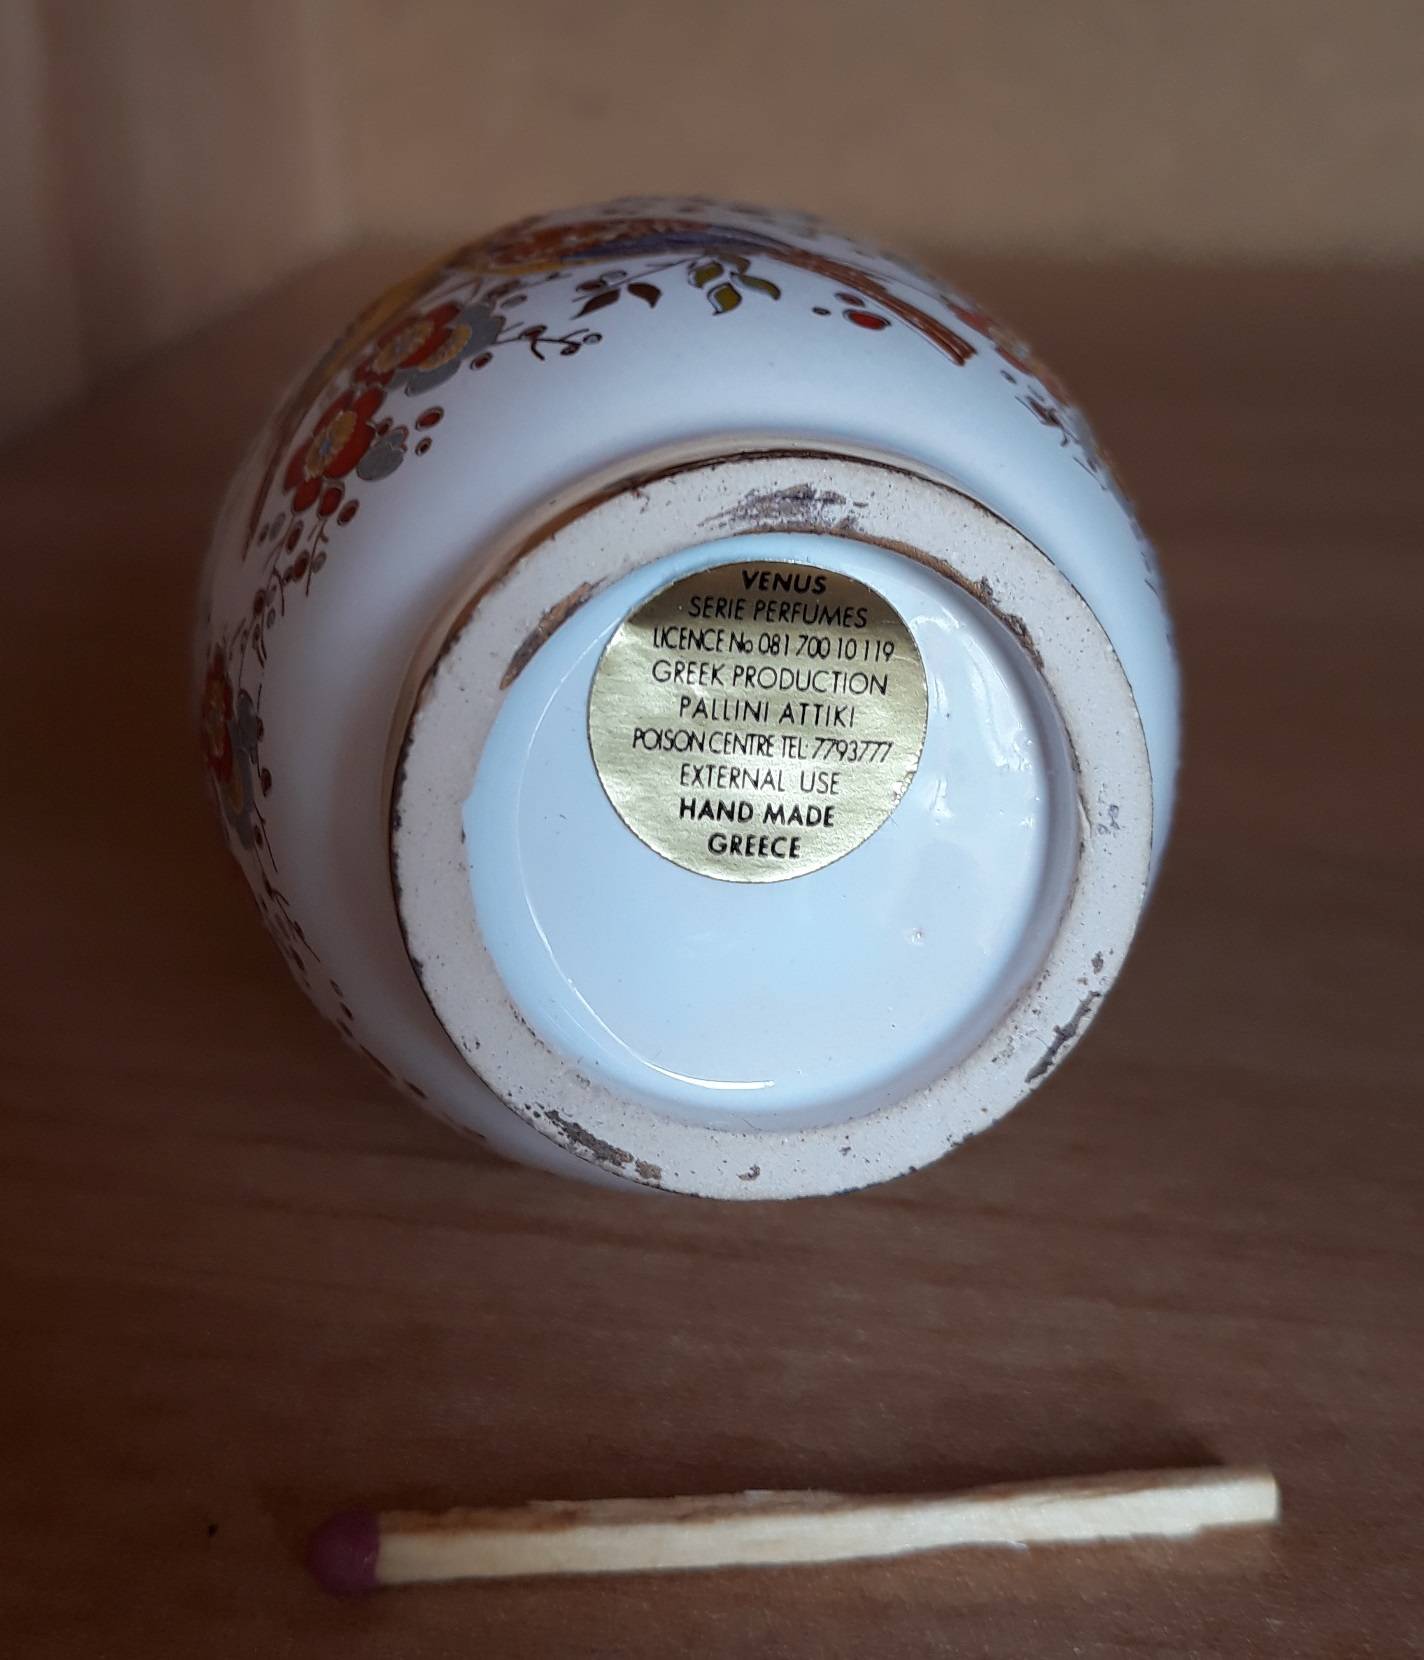 VENUS
SERIE PERFUMES
LICENCE No 081 700 10 119
GREEK PRODUCTION
PALLINI ATTIKI
POISON CENTRE TEL: 7793777
EXTERNAL USE
HAND MADE
GREECE